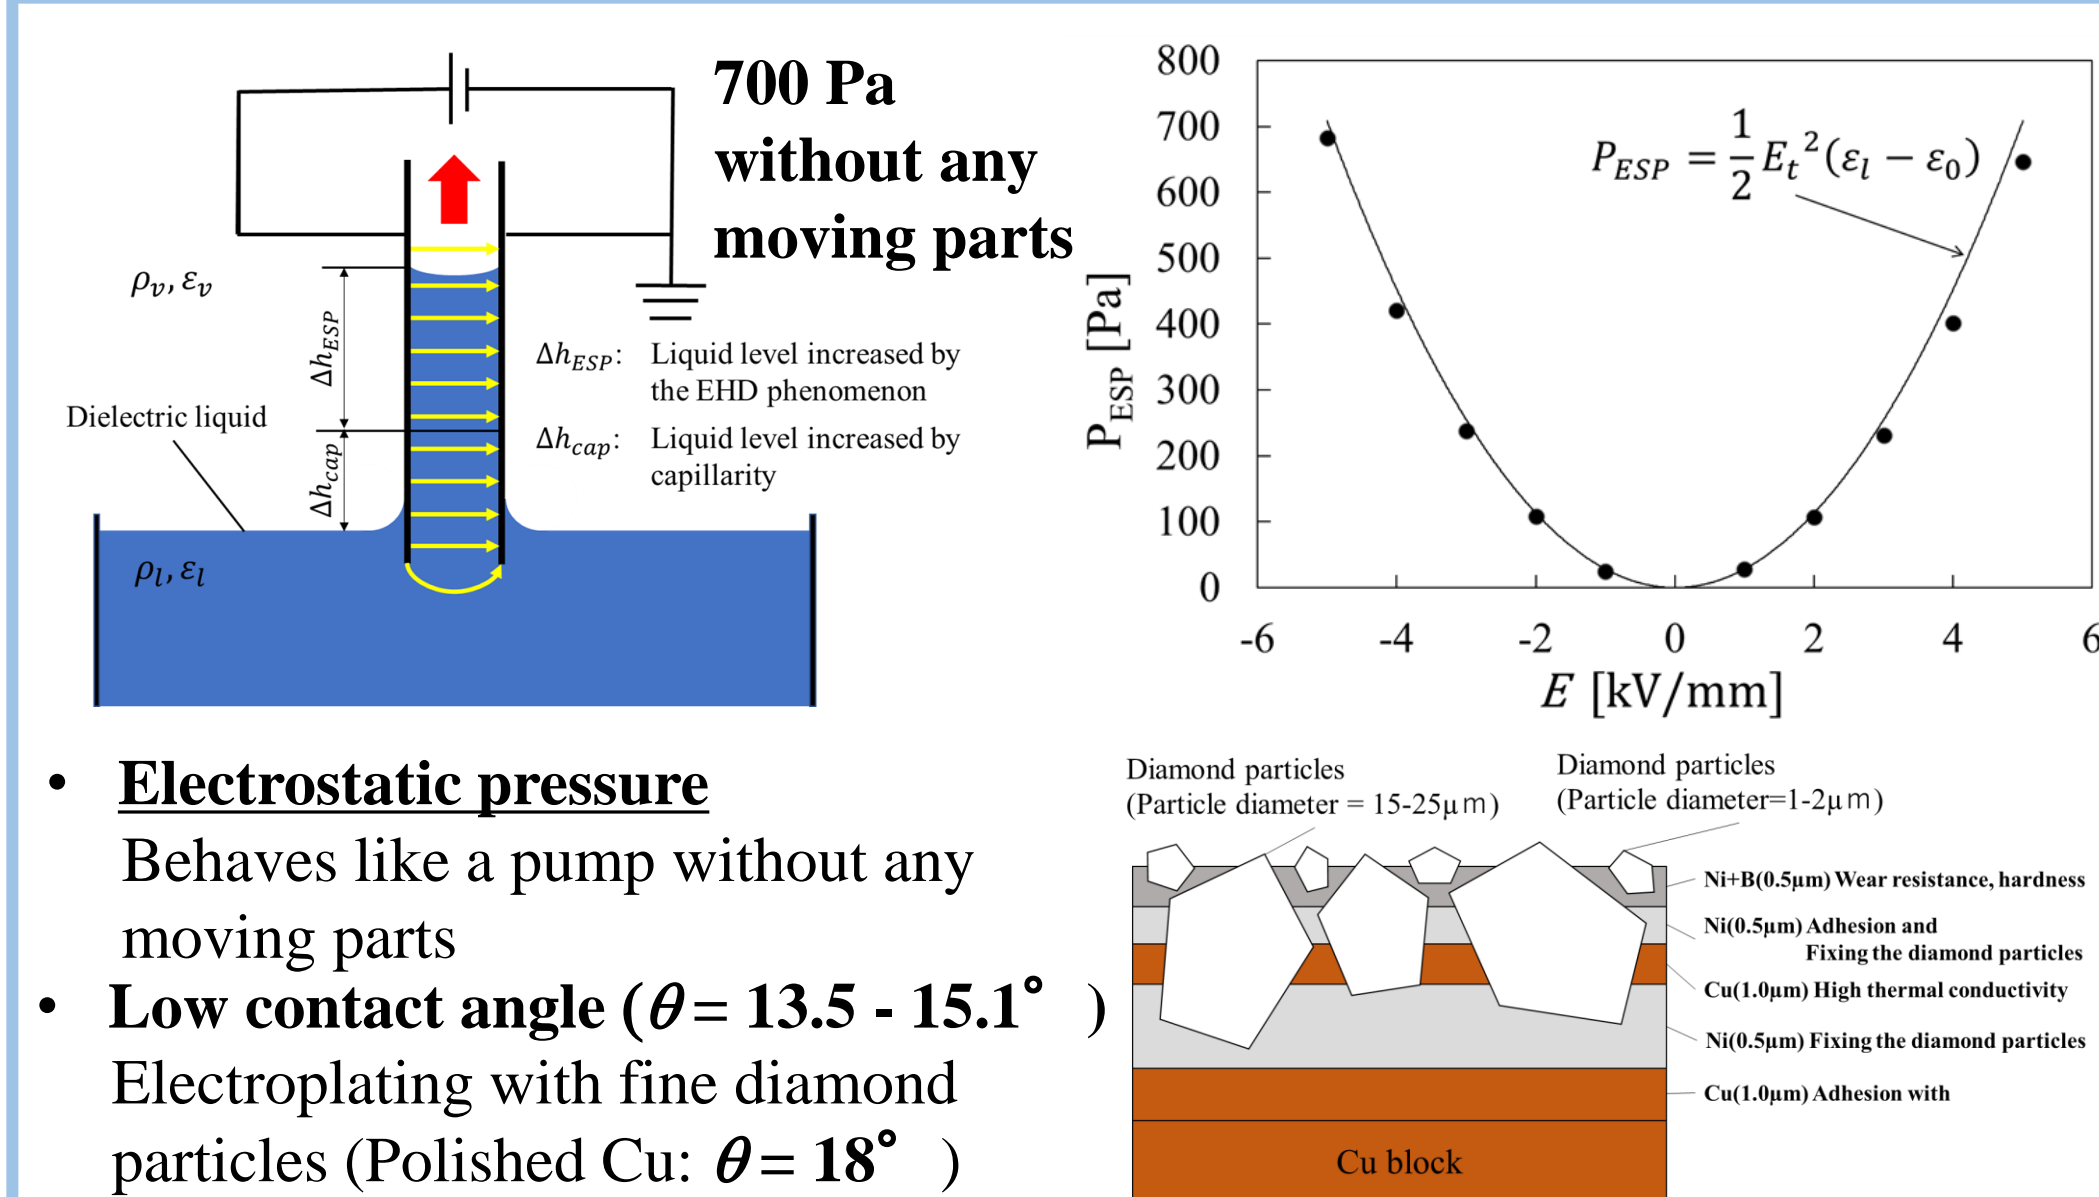 700 Pa
without any
moving parts
ρ_v, ε_v
Δh_ESP
Δh_ESP: Liquid level increased by
the EHD phenomenon
Dielectric liquid
Δh_cap
Δh_cap: Liquid level increased by
capillarity
ρ_l, ε_l
P_ESP [Pa]
800
700
600
500
400
300
200
100
0
P_ESP = 1/2 E_t² (ε_l − ε_0)
-6 -4 -2 0 2 4 6
E [kV/mm]
• Electrostatic pressure
Behaves like a pump without any
moving parts
• Low contact angle (θ = 13.5 - 15.1° )
Electroplating with fine diamond
particles (Polished Cu: θ = 18° )
Diamond particles
(Particle diameter = 15-25μm)
Diamond particles
(Particle diameter=1-2μm)
Ni+B(0.5μm) Wear resistance, hardness
Ni(0.5μm) Adhesion and
Fixing the diamond particles
Cu(1.0μm) High thermal conductivity
Ni(0.5μm) Fixing the diamond particles
Cu(1.0μm) Adhesion with
Cu block